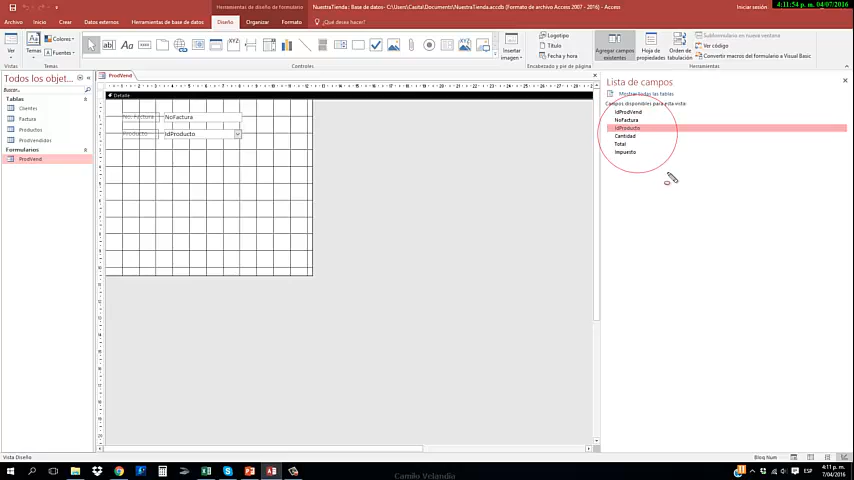 4:11:54 p. m. 04/07/2016
Herramientas de diseño de formulario
NuestraTienda : Base de datos- C:\Users\Casita\Documents\NuestraTienda.accdb (Formato de archivo Access 2007 - 2016) - Access
Iniciar sesión
Archivo Inicio Crear Datos externos Herramientas de base de datos Diseño Organizar Formato ¿Qué desea hacer?
Ver
Temas
Colores
Fuentes
Insertar imagen
Logotipo
Título
Fecha y hora
Agregar campos existentes
Hoja de propiedades
Orden de tabulación
Subformulario en nueva ventana
Ver código
Convertir macros del formulario a Visual Basic
Vistas Temas Controles Encabezado y pie de página Herramientas
Todos los objet...
Buscar...
Tablas
Clientes
Factura
Productos
Prodvendidos
Formularios
ProdVend
ProdVend
Detalle
No. Factura NoFactura
Producto IdProducto
Lista de campos
Mostrar todas las tablas
Campos disponibles para esta vista:
IdProdVend
NoFactura
IdProducto
Cantidad
Total
Impuesto
Vista Diseño
Bloq Num
Camilo Velandia
ESP
4:11 p. m.
7/04/2016